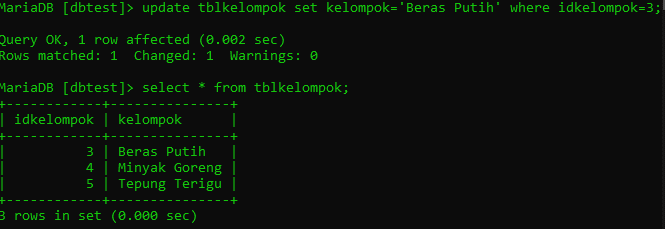 MariaDB [dbtest]> update tblkelompok set kelompok='Beras Putih' where idkelompok=3;
Query OK, 1 row affected (0.002 sec)
Rows matched: 1  Changed: 1  Warnings: 0
MariaDB [dbtest]> select * from tblkelompok;
+------------+---------------+
| idkelompok | kelompok      |
+------------+---------------+
|          3 | Beras Putih   |
|          4 | Minyak Goreng |
|          5 | Tepung Terigu |
+------------+---------------+
3 rows in set (0.000 sec)